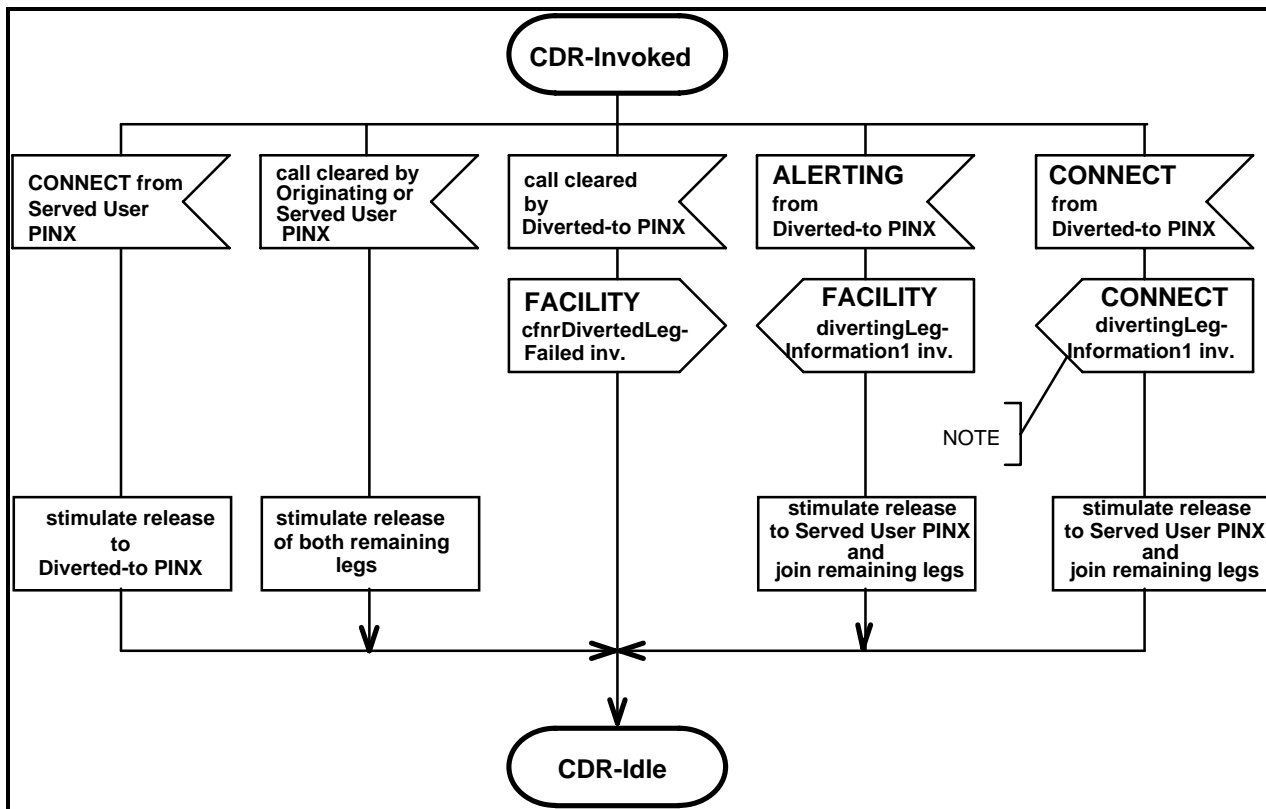 CDR-Invoked
CONNECT from
Served User
PINX
call cleared by
Originating or
Served User
PINX
call cleared
by
Diverted-to PINX
ALERTING
from
Diverted-to PINX
CONNECT
from
Diverted-to PINX
FACILITY
cfnrDivertedLeg-
Failed inv.
FACILITY
divertingLeg-
Information1 inv.
CONNECT
divertingLeg-
Information1 inv.
NOTE
stimulate release
to
Diverted-to PINX
stimulate release
of both remaining
legs
stimulate release
to Served User PINX
and
join remaining legs
stimulate release
to Served User PINX
and
join remaining legs
CDR-Idle